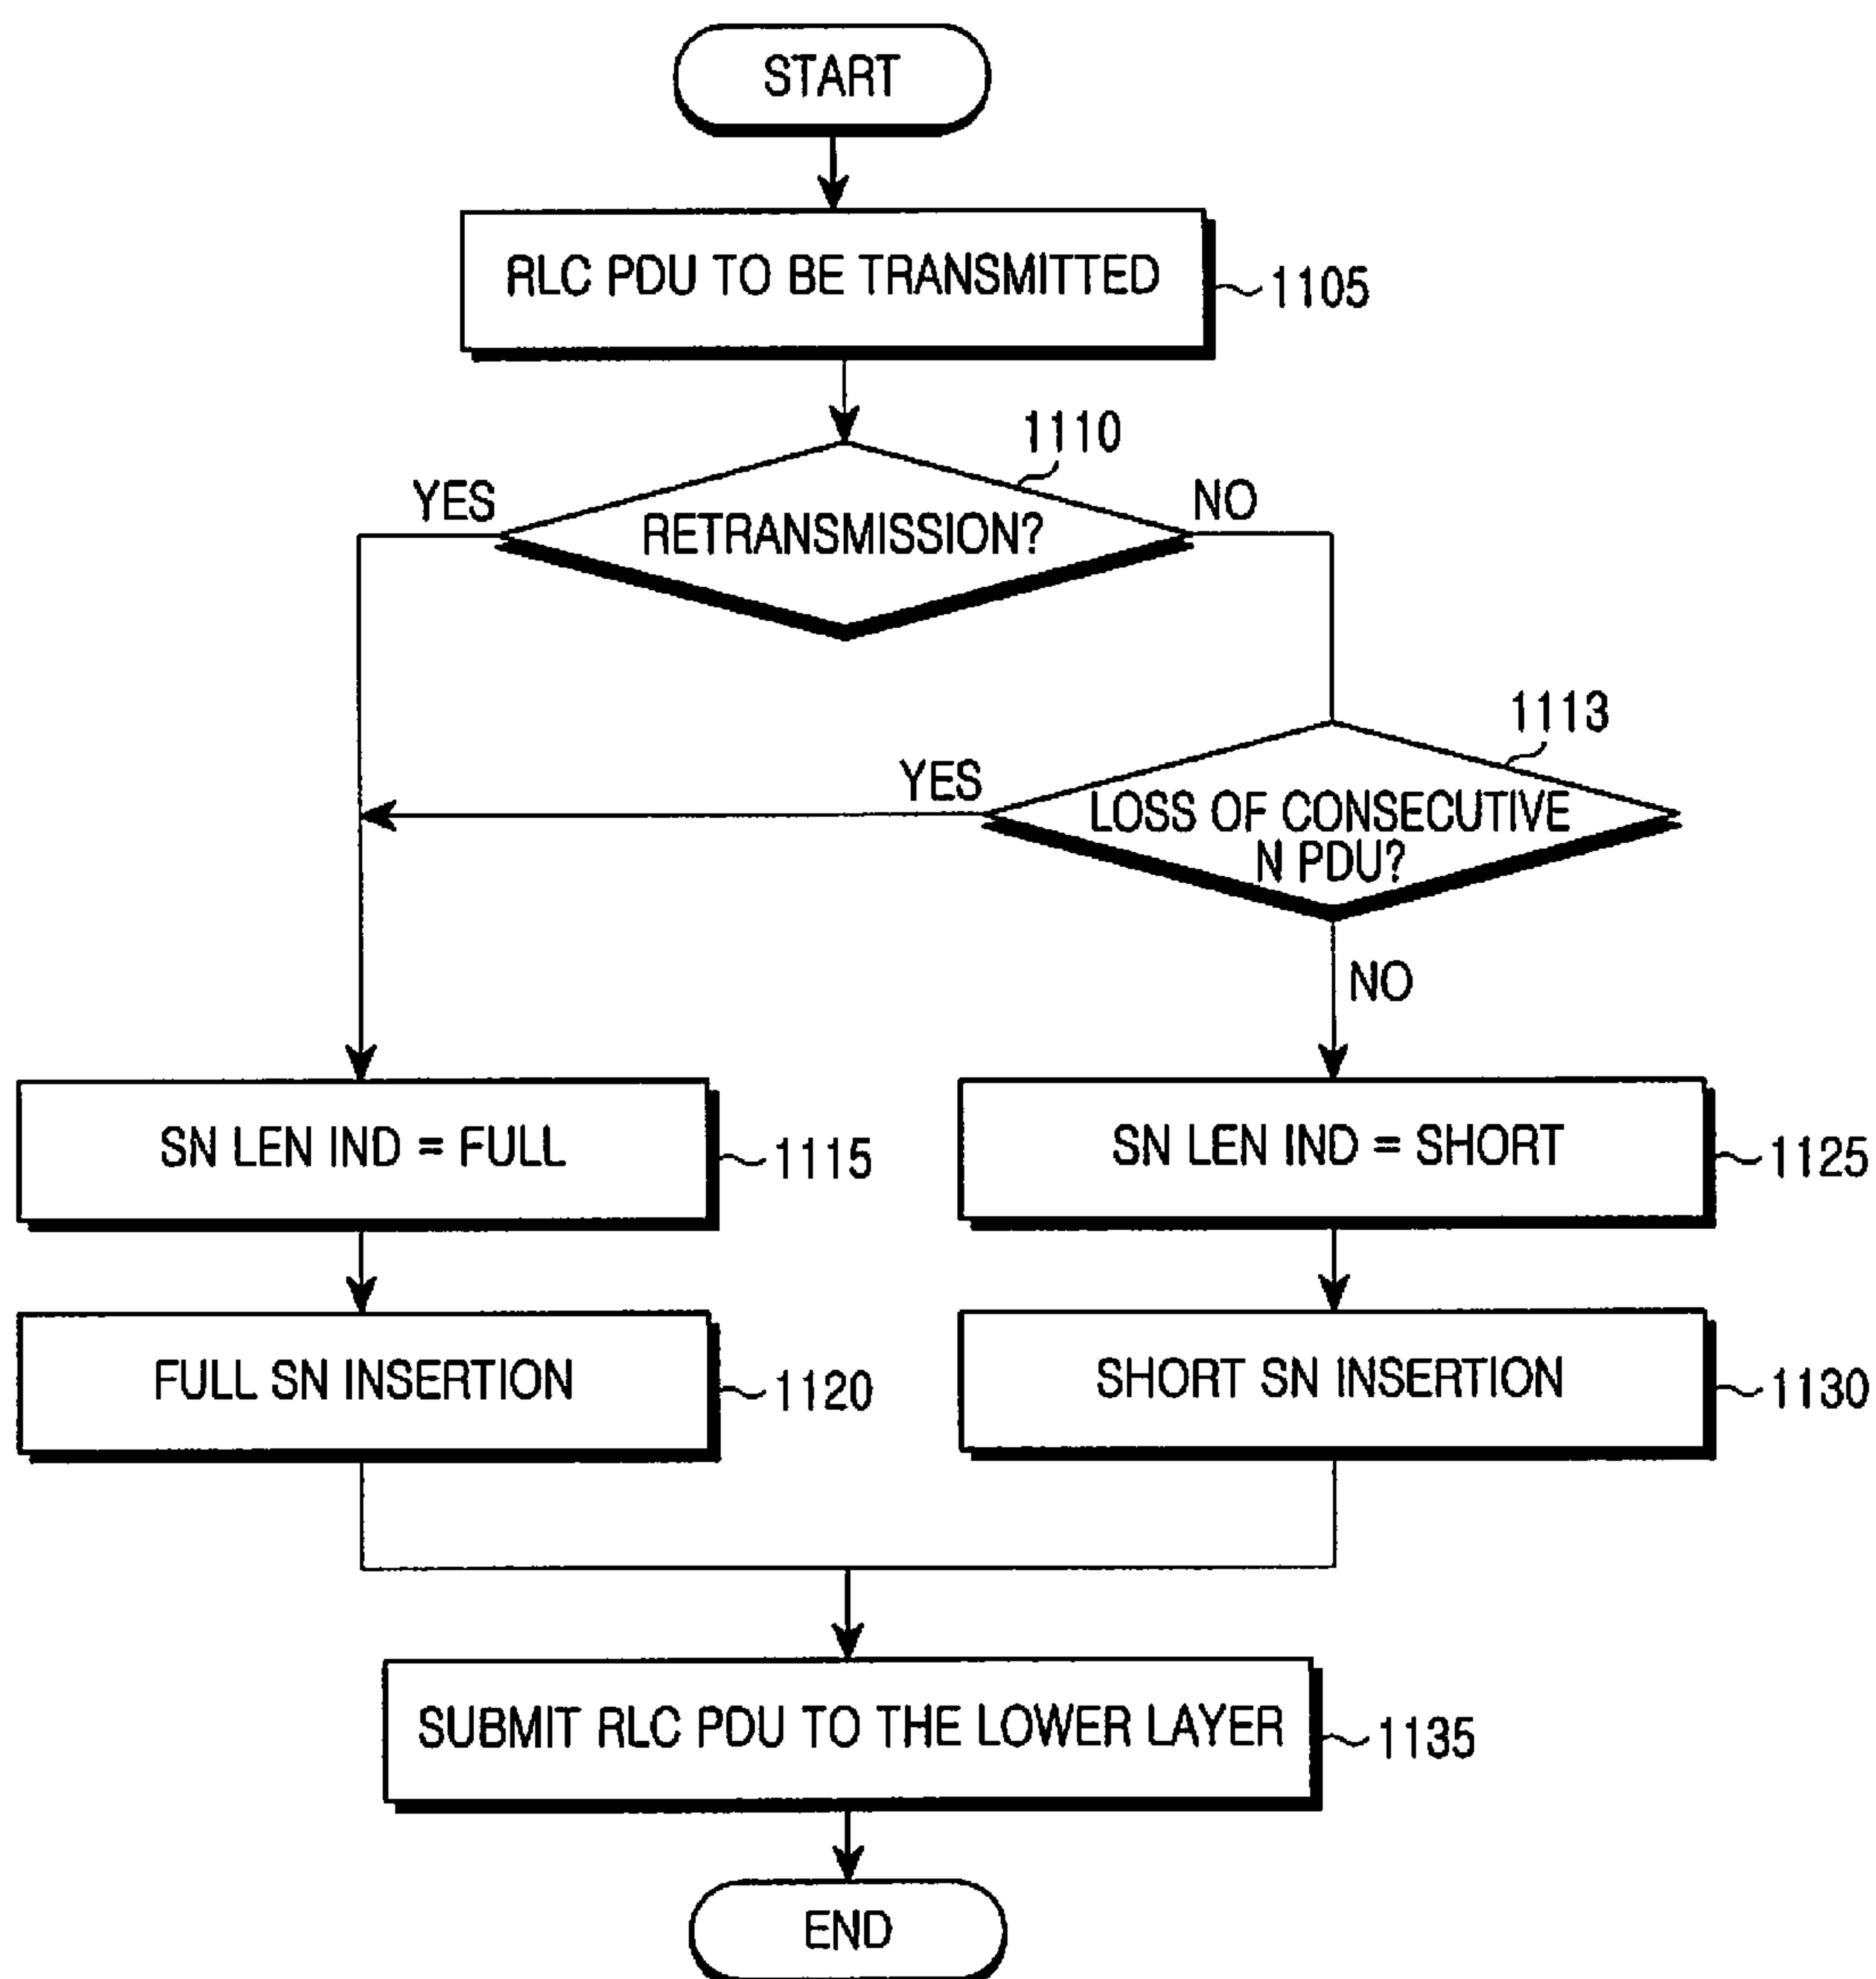 START
RLC PDU TO BE TRANSMITTED
1105
1110
YES
NO
RETRANSMISSION?
1113
YES
LOSS OF CONSECUTIVE
N PDU?
NO
SN LEN IND = FULL
1115
SN LEN IND = SHORT
1125
FULL SN INSERTION
1120
SHORT SN INSERTION
1130
SUBMIT RLC PDU TO THE LOWER LAYER
1135
END